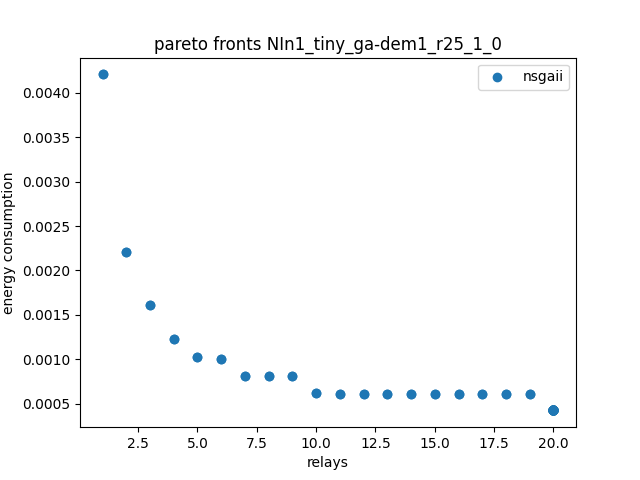 pareto fronts NIn1_tiny_ga-dem1_r25_1_0
nsgaii
energy consumption
0.0040
0.0035
0.0030
0.0025
0.0020
0.0015
0.0010
0.0005
2.5 5.0 7.5 10.0 12.5 15.0 17.5 20.0
relays